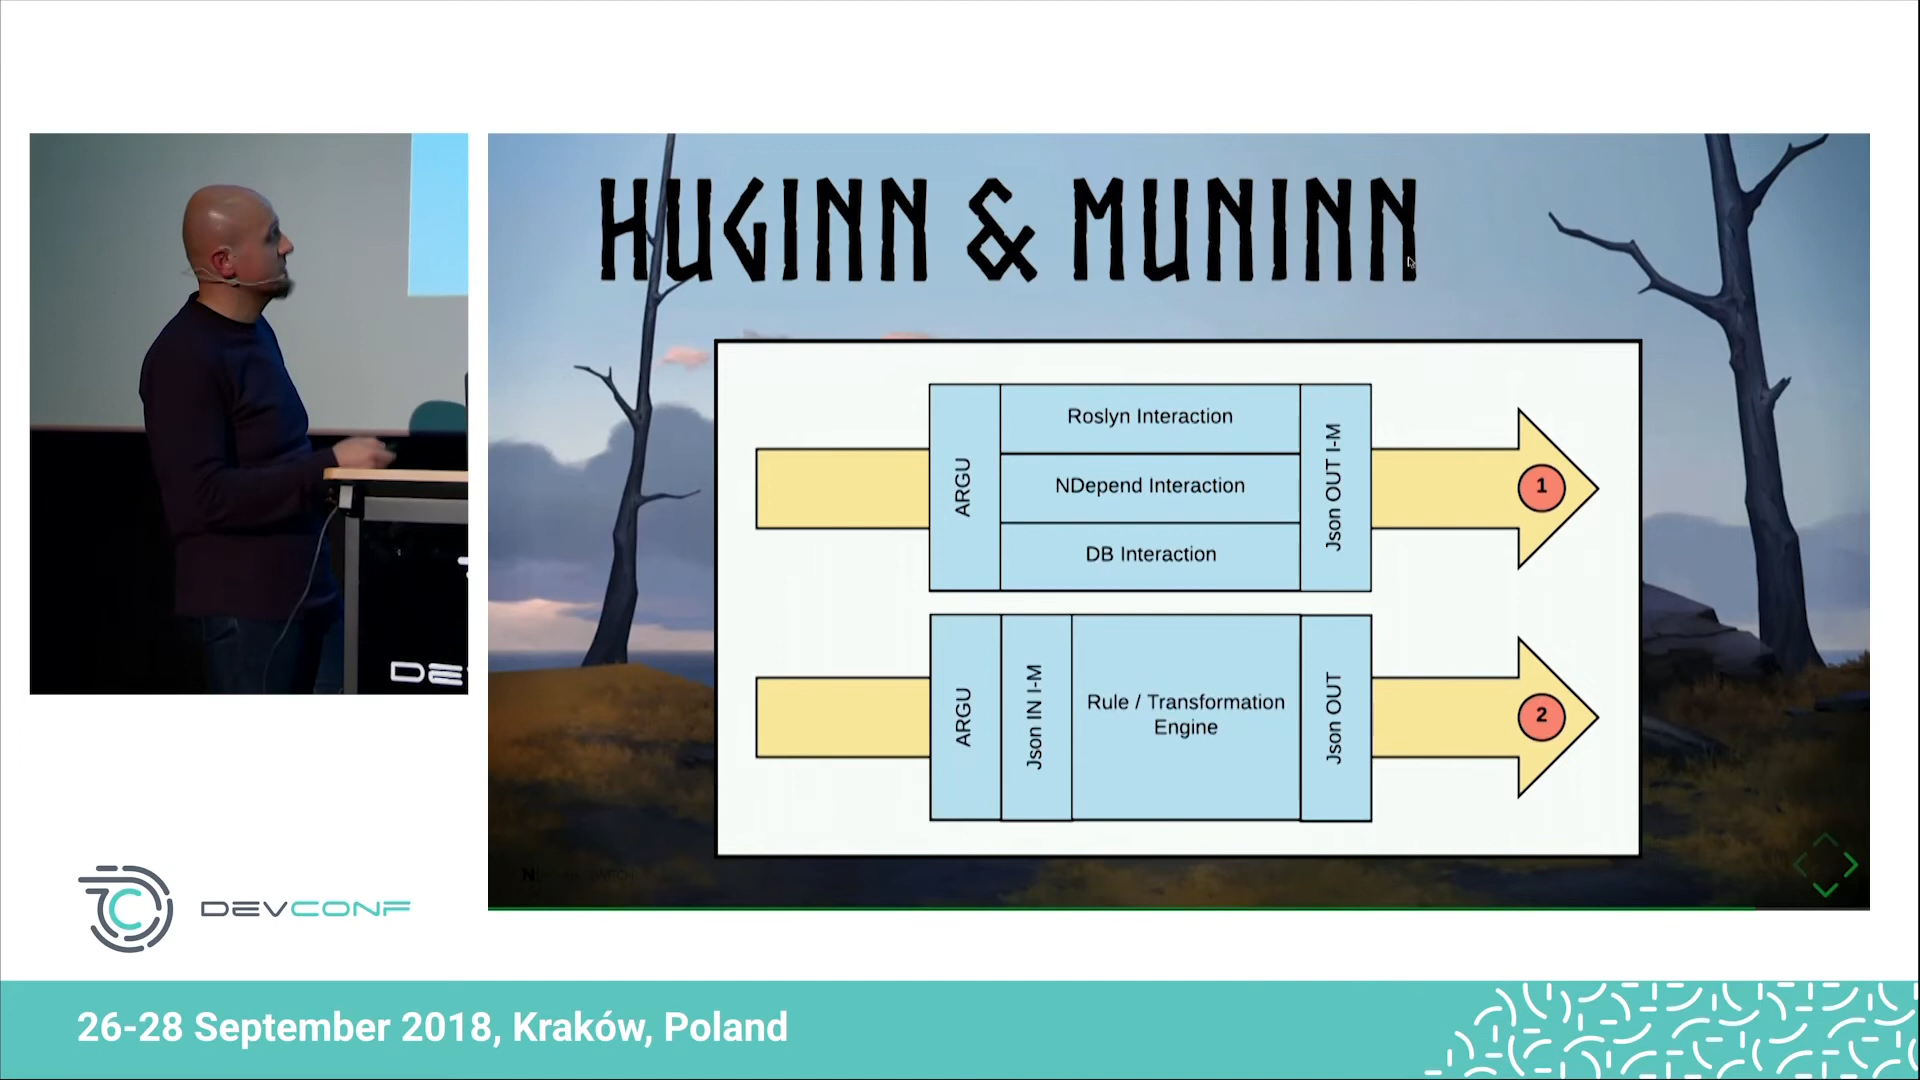 HUGINN & MUNINN
ARGU
Roslyn Interaction
NDepend Interaction
DB Interaction
Json OUT I-M
1
ARGU
Json IN I-M
Rule / Transformation
Engine
Json OUT
2
DE
DEVCONF
26-28 September 2018, Kraków, Poland